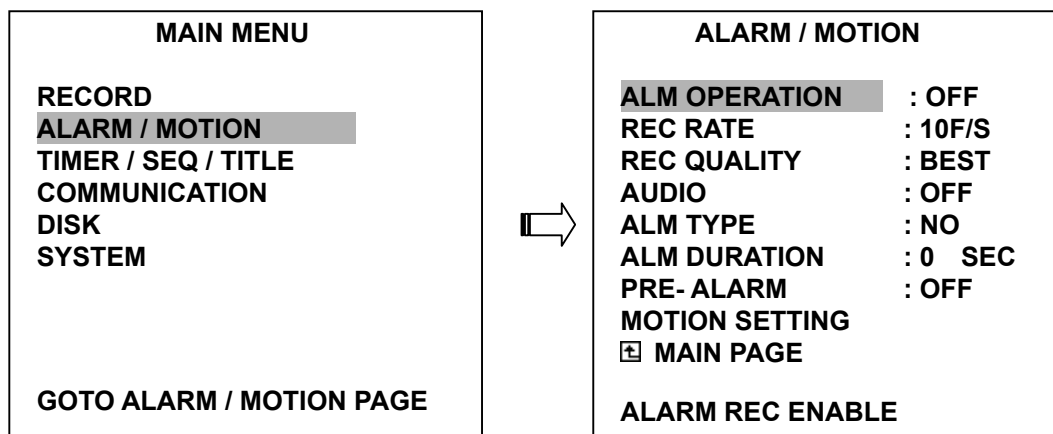 MAIN MENU
RECORD
ALARM / MOTION
TIMER / SEQ / TITLE
COMMUNICATION
DISK
SYSTEM
GOTO ALARM / MOTION PAGE
ALARM / MOTION
ALM OPERATION : OFF
REC RATE : 10F/S
REC QUALITY : BEST
AUDIO : OFF
ALM TYPE : NO
ALM DURATION : 0 SEC
PRE- ALARM : OFF
MOTION SETTING
MAIN PAGE
ALARM REC ENABLE